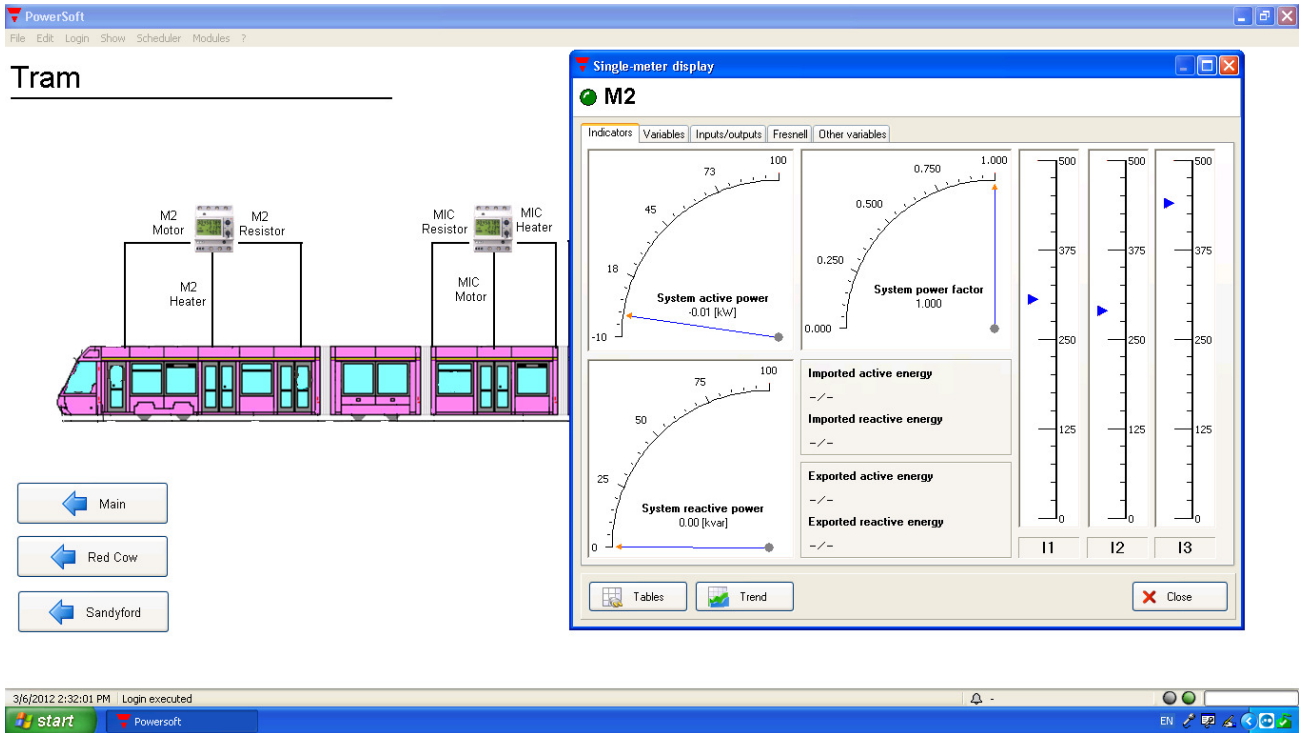 PowerSoft
File Edit Login Show Scheduler Modules ?
Tram
M2
Motor
M2
Resistor
M2
Heater
MIC
Resistor
MIC
Heater
MIC
Motor
Main
Red Cow
Sandyford
Single-meter display
M2
Indicators Variables Inputs/outputs Fresnell Other variables
100
73
45
18
-10
System active power
-0.01 [kW]
1.000
0.750
0.500
0.250
0.000
System power factor
1.000
100
75
50
25
0
System reactive power
0.00 [kvar]
Imported active energy
-/-
Imported reactive energy
-/-
Exported active energy
-/-
Exported reactive energy
-/-
500 500 500
375 375 375
250 250 250
125 125 125
0 0 0
I1 I2 I3
Tables Trend Close
3/6/2012 2:32:01 PM Login executed -
start Powersoft EN